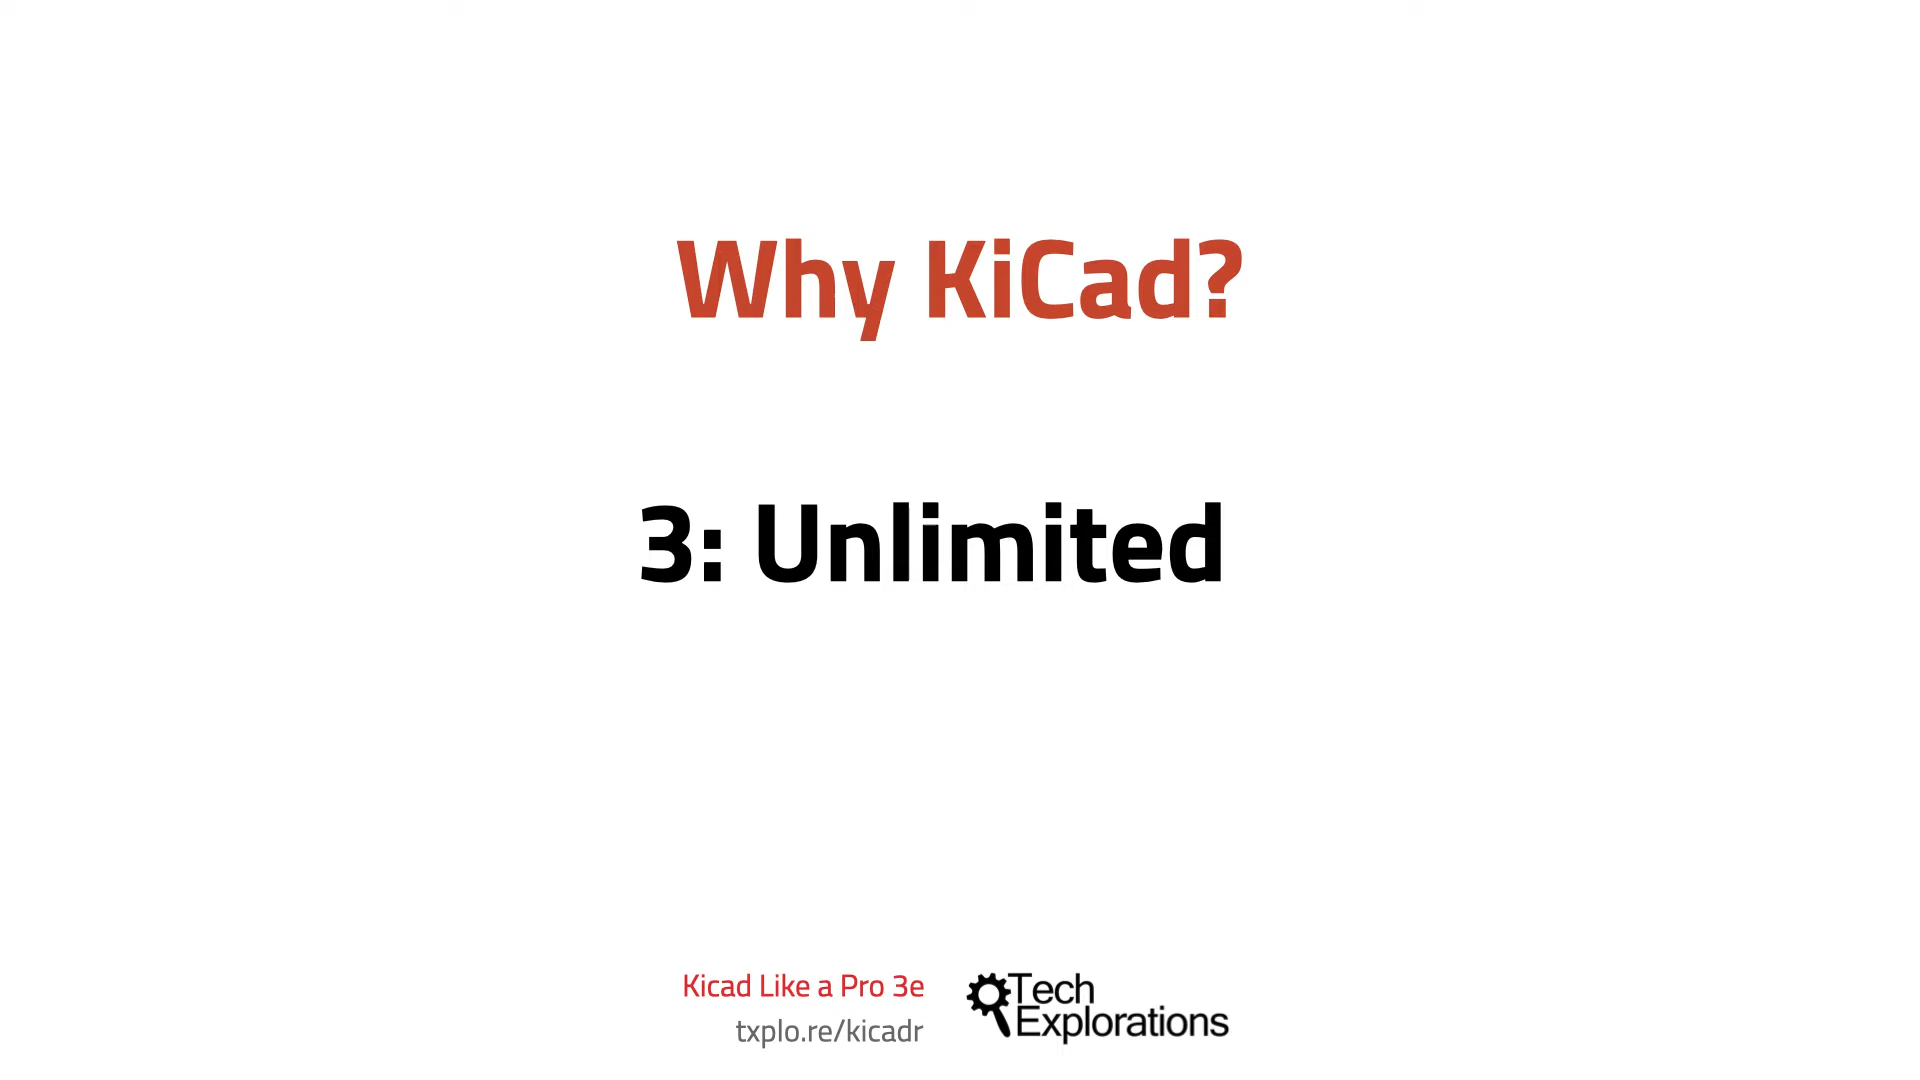 Why KiCad?
3: Unlimited
Kicad Like a Pro 3e
txplo.re/kicadr
Tech
Explorations